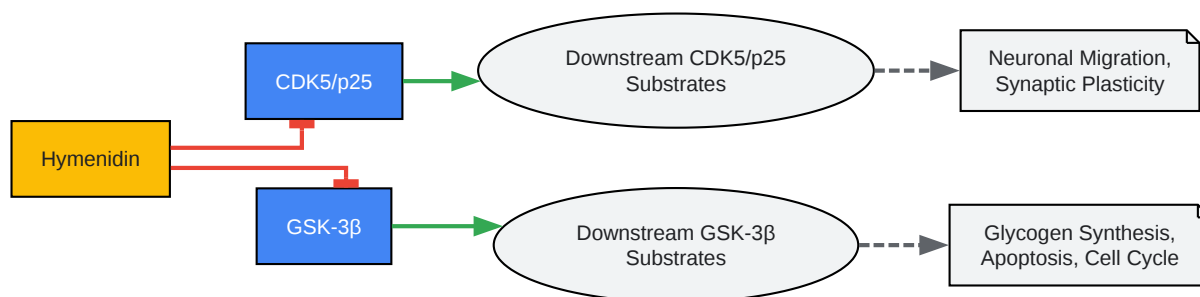 Hymenidin
CDK5/p25
Downstream CDK5/p25
Substrates
Neuronal Migration,
Synaptic Plasticity
GSK-3β
Downstream GSK-3β
Substrates
Glycogen Synthesis,
Apoptosis, Cell Cycle